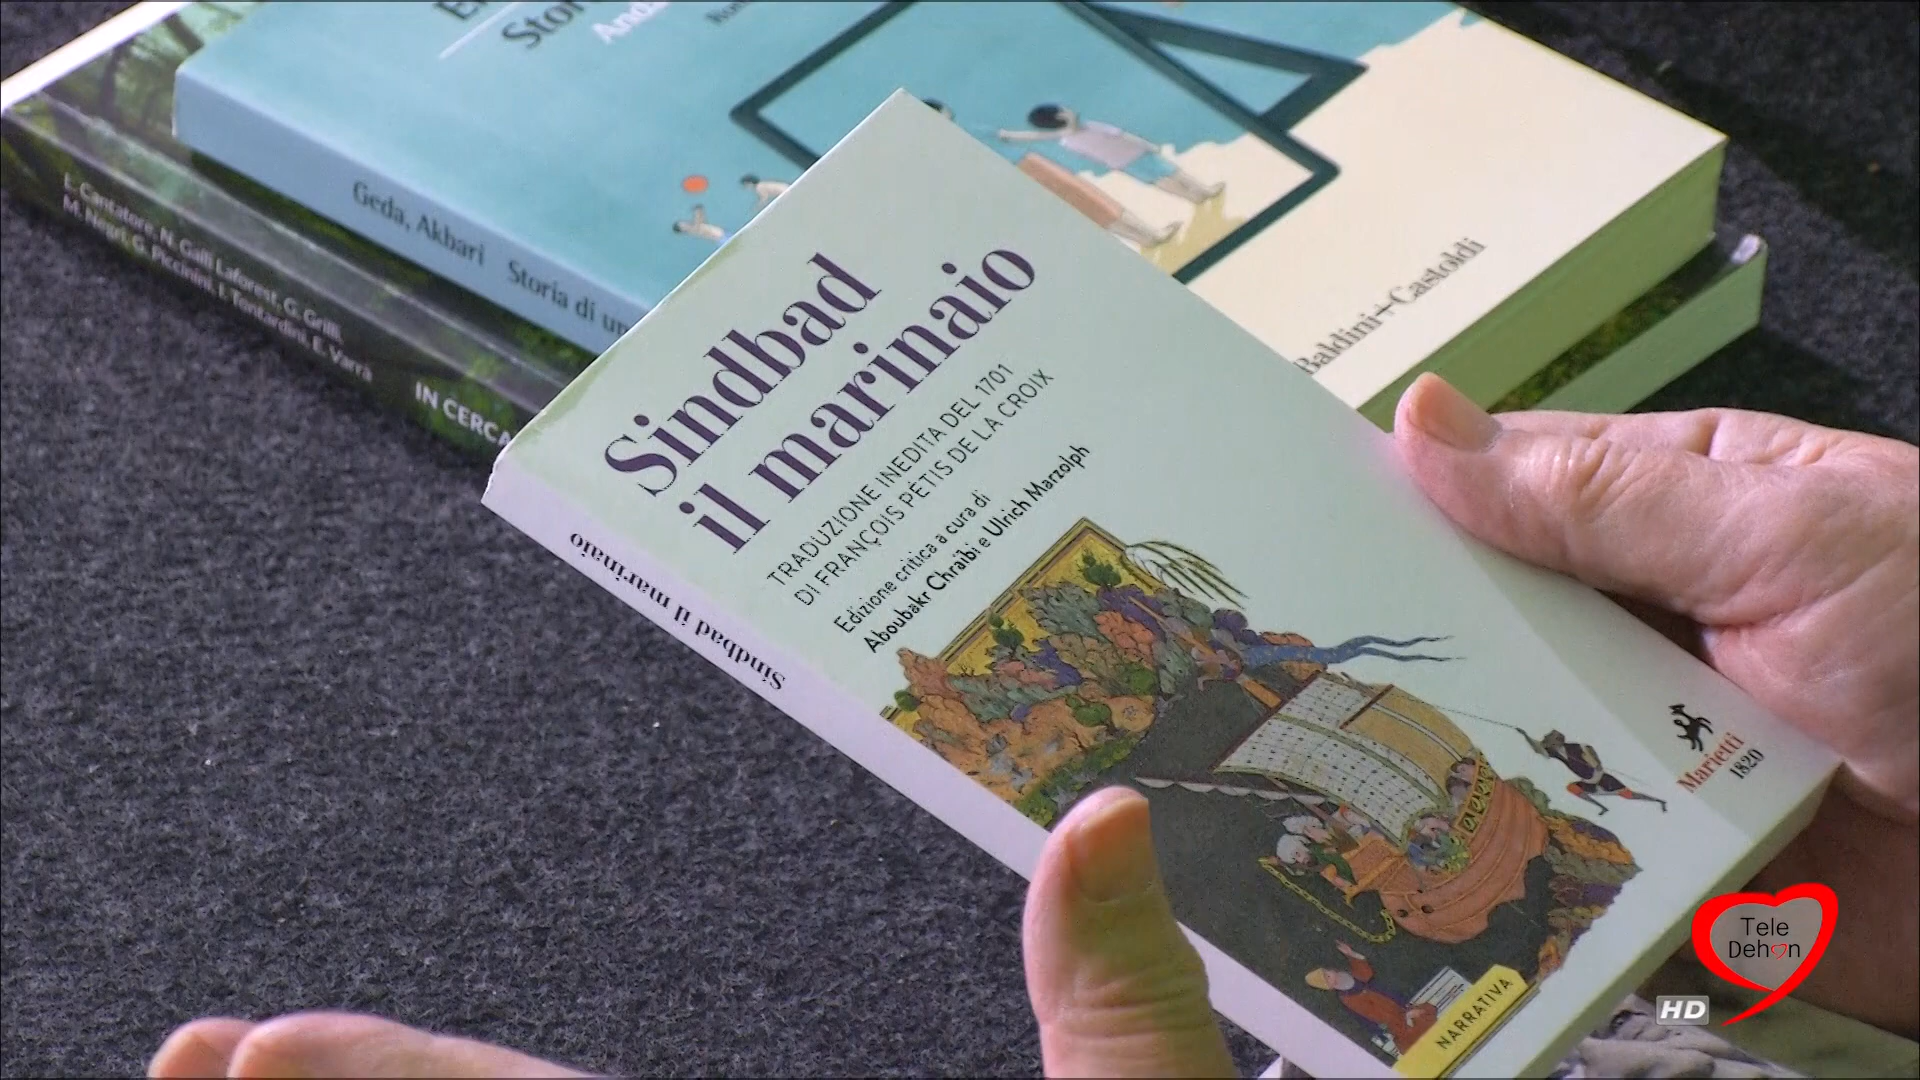 Stor
Geda, Akbari Storia di un
Baldini+Castoldi
L. Cantatore, N. Galli Laforest, G. Grilli,
M. Negri, G. Piccinini, I. Tontardini, E. Varrà
IN CERCA
Sindbad
il marinaio
TRADUZIONE INEDITA DEL 1701
DI FRANÇOIS PÉTIS DE LA CROIX
Edizione critica a cura di
Aboubakr Chraïbi e Ulrich Marzolph
Sindbad il marinaio
Marietti
1820
NARRATIVA
Tele
Dehon
HD